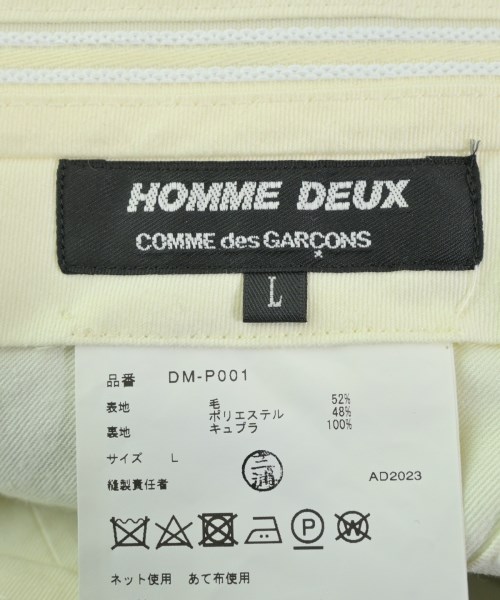 HOMME DEUX
COMME des GARÇONS
L
品番 DM-P001
表地 毛 52%
ポリエステル 48%
裏地 キュプラ 100%
サイズ L
三浦
縫製責任者 AD2023
P W
ネット使用 あて布使用